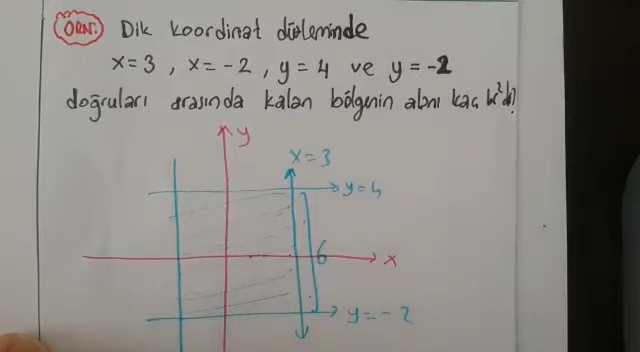 ÖRN: Dik koordinat düzleminde
x=3, x=-2, y=4 ve y=-2
doğruları arasında kalan bölgenin alanı kaç br²dir?
y
x=3
y=4
6
x
y=-2